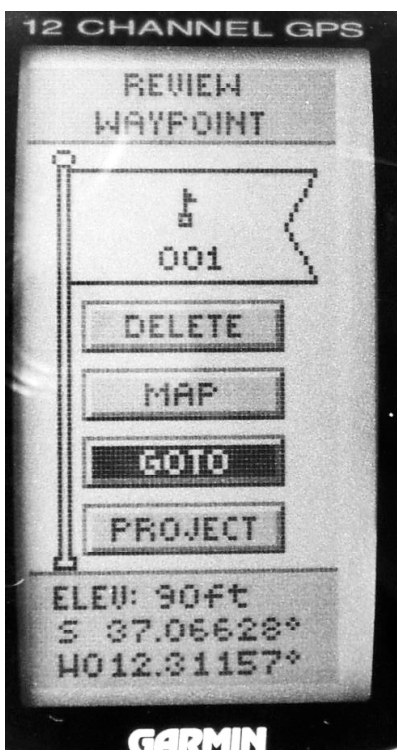 12 CHANNEL GPS
REVIEW
WAYPOINT
001
DELETE
MAP
GOTO
PROJECT
ELEV: 90ft
S 37.06628°
W012.31157°
GARMIN